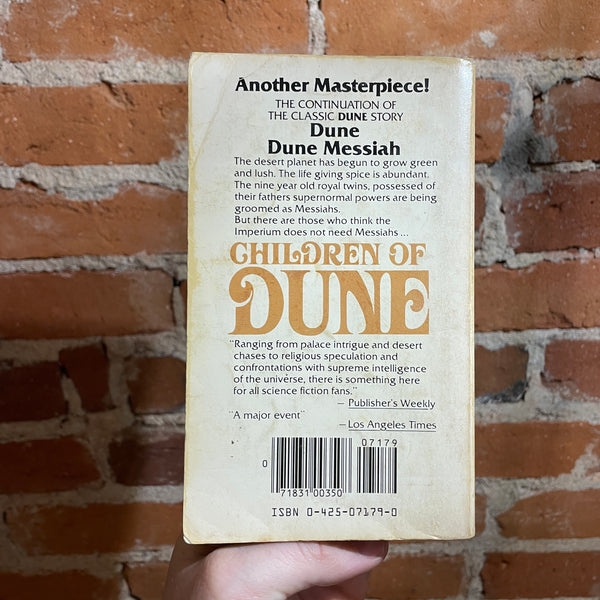 Another Masterpiece!
THE CONTINUATION OF
THE CLASSIC DUNE STORY
Dune
Dune Messiah
The desert planet has begun to grow green
and lush. The life giving spice is abundant.
The nine year old royal twins, possessed of
their fathers supernormal powers are being
groomed as Messiahs.
But there are those who think the
Imperium does not need Messiahs ...
CHILDREN OF
DUNE
"Ranging from palace intrigue and desert
chases to religious speculation and
confrontations with supreme intelligence
of the universe, there is something here
for all science fiction fans."
— Publisher's Weekly
"A major event"
— Los Angeles Times
07179
0
71831 00350
ISBN 0-425-07179-0